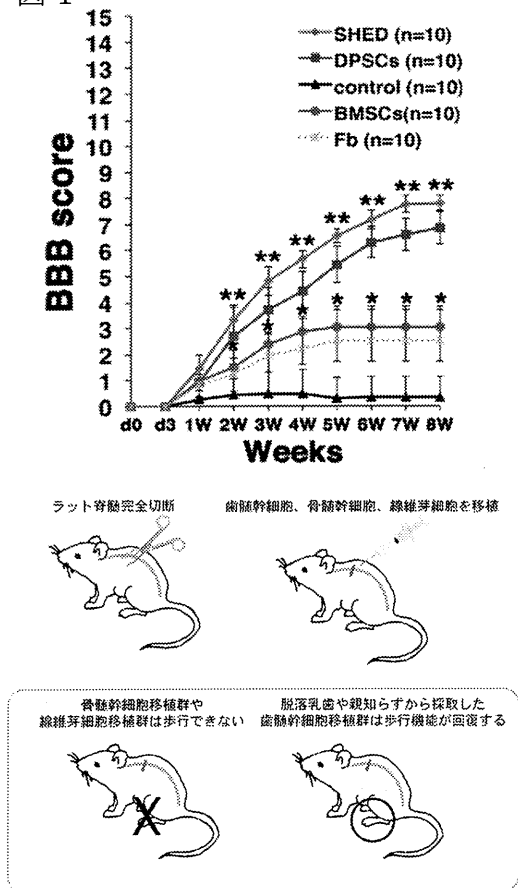 図 1
15
14
13
12
11
10
9
8
7
6
5
4
3
2
1
0
BBB score
SHED (n=10)
DPSCs (n=10)
control (n=10)
BMSCs(n=10)
Fb (n=10)
** ** ** ** ** ** **
* * * * * * *
d0 d3 1W 2W 3W 4W 5W 6W 7W 8W
Weeks
ラット脊髄完全切断
歯髄幹細胞、骨髄幹細胞、線維芽細胞を移植
骨髄幹細胞移植群や
線維芽細胞移植群は歩行できない
脱落乳歯や親知らずから採取した
歯髄幹細胞移植群は歩行機能が回復する